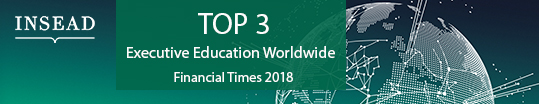 INSEAD
TOP 3
Executive Education Worldwide
Financial Times 2018